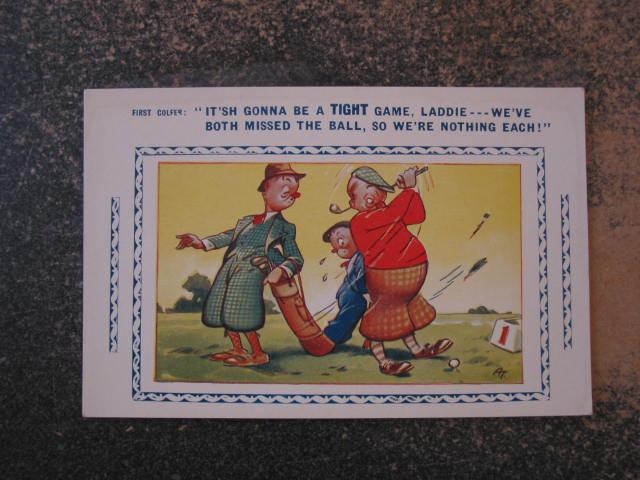 FIRST GOLFER: "IT'SH GONNA BE A TIGHT GAME, LADDIE---WE'VE
BOTH MISSED THE BALL, SO WE'RE NOTHING EACH!"
1